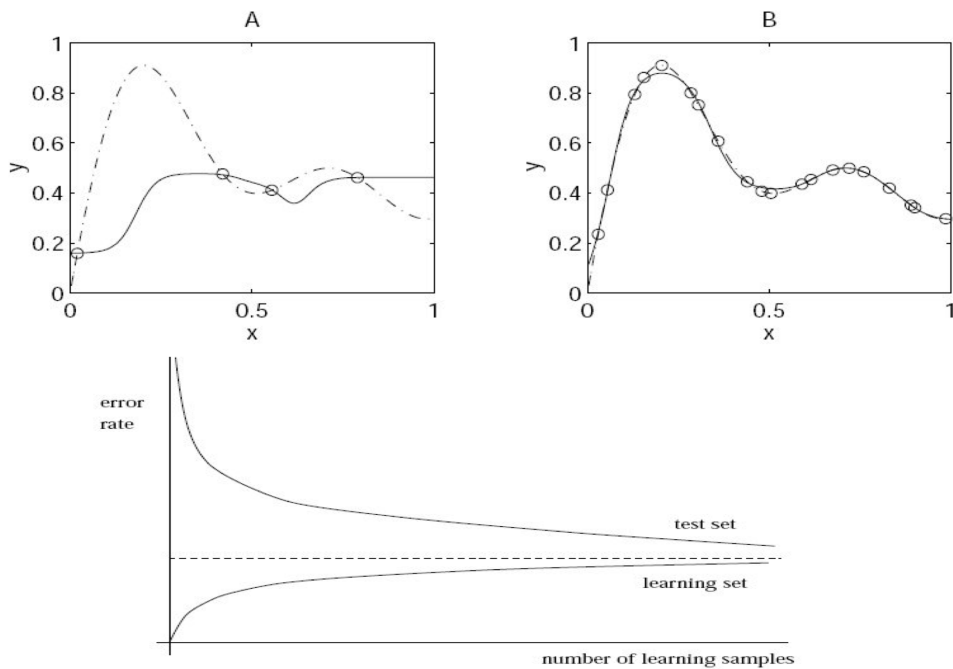 A
1
0.8
0.6
0.4
0.2
0
y
0
0.5
1
x
B
1
0.8
0.6
0.4
0.2
0
y
0
0.5
1
x
error
rate
test set
learning set
number of learning samples